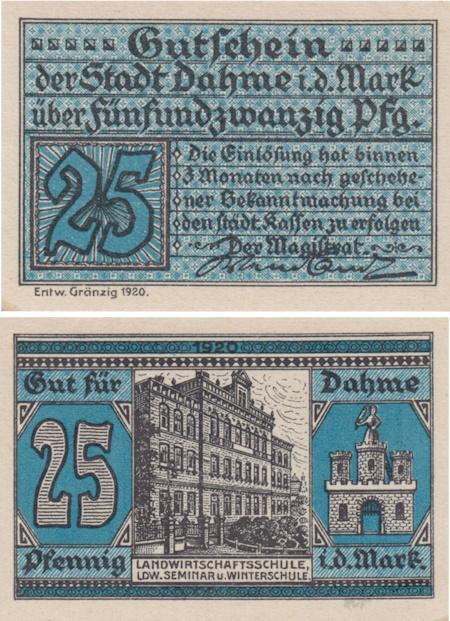 Gutschein
der Stadt Dahme i.d. Mark
über Fünfundzwanzig Pfg.
25
Die Einlösung hat binnen
3 Monaten nach geschehe-
ner Bekanntmachung bei
den städt. Kassen zu erfolgen
Der Magistrat.
Entw. Gränzig 1920.
1920
Gut für Dahme
25
Pfennig i.d. Mark.
LANDWIRTSCHAFTSSCHULE,
LDW. SEMINAR U. WINTERSCHULE.